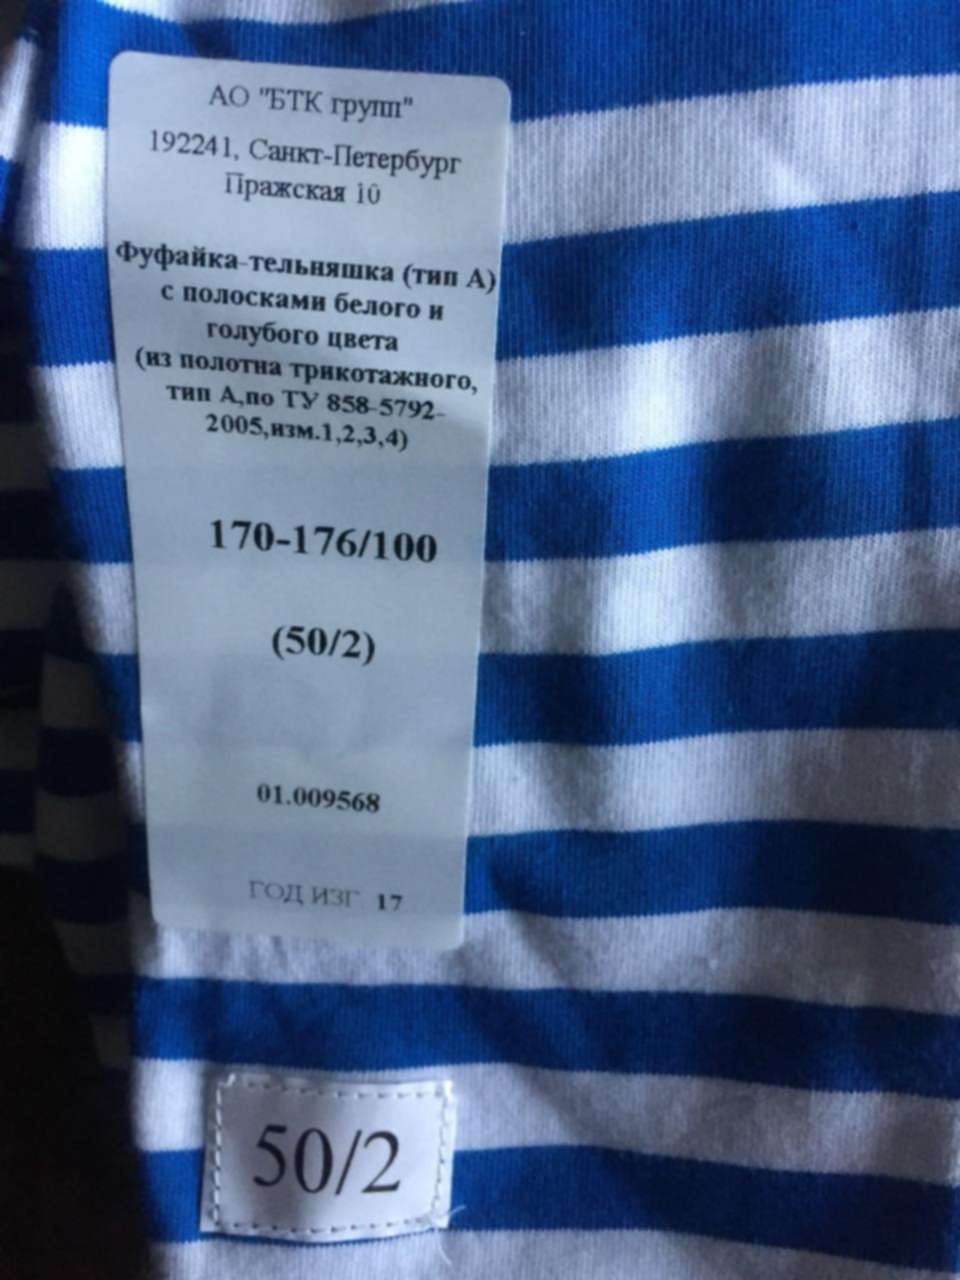 АО "БТК групп"
192241, Санкт-Петербург
Пражская 10
Фуфайка-тельняшка (тип А)
с полосками белого и
голубого цвета
(из полотна трикотажного,
тип А,по ТУ 858-5792-
2005,изм.1,2,3,4)
170-176/100
(50/2)
01.009568
ГОД ИЗГ. 17
50/2